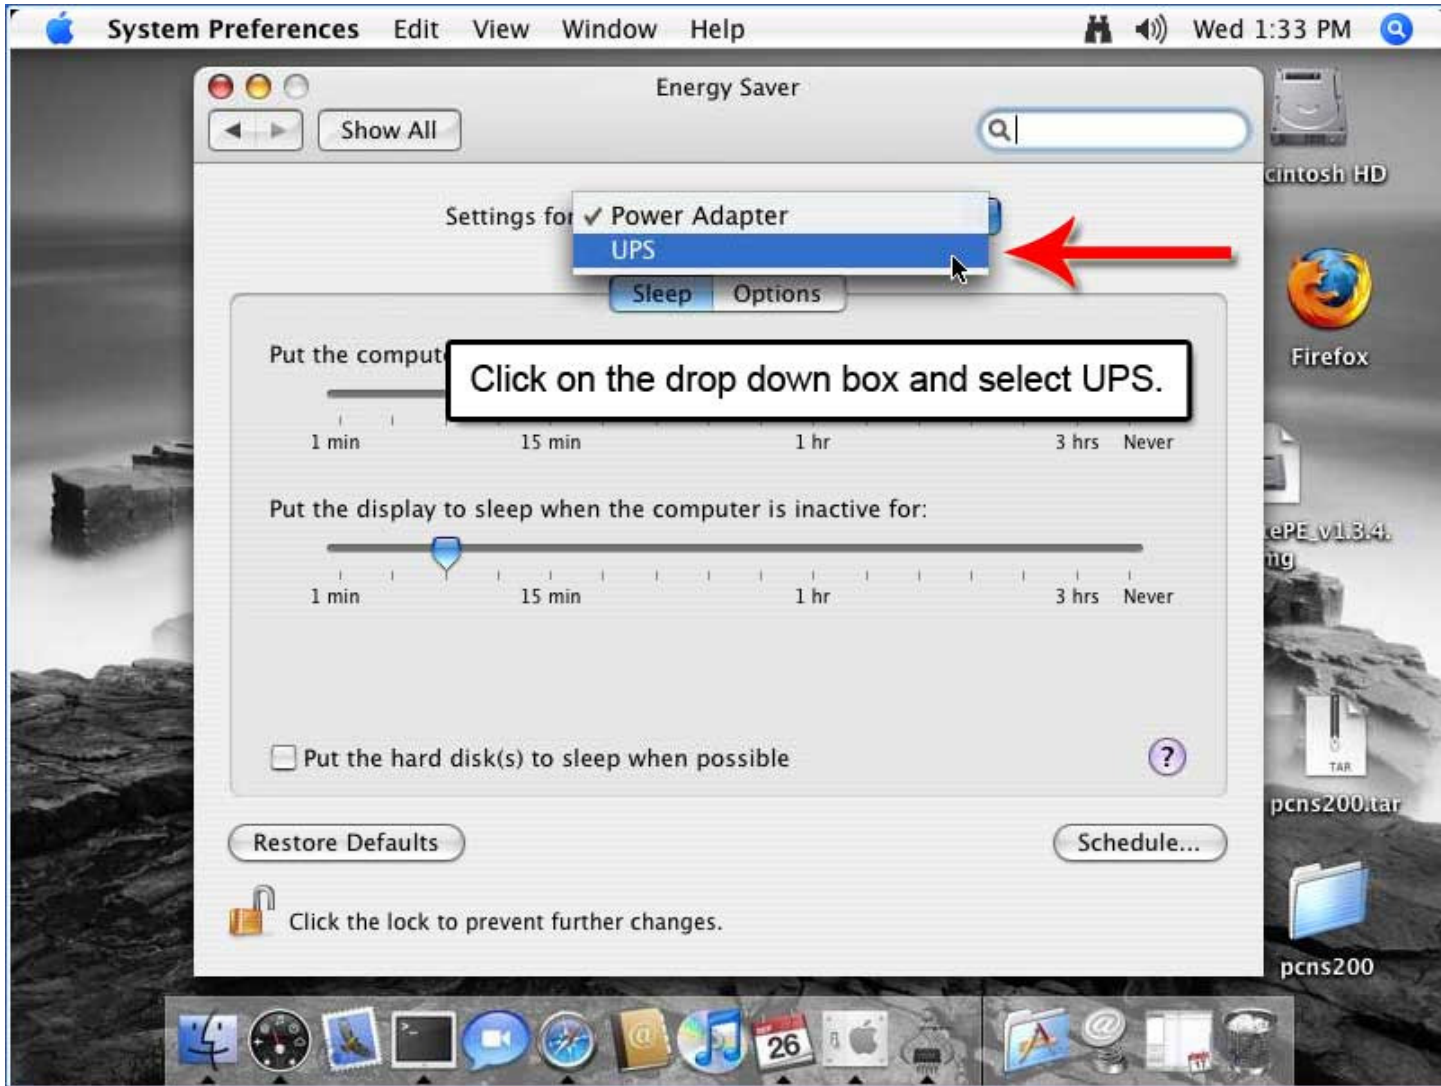 System Preferences Edit View Window Help Wed 1:33 PM
Energy Saver
Show All
cintosh HD
Settings for ✓ Power Adapter
UPS
Sleep Options
Firefox
Put the comput
Click on the drop down box and select UPS.
1 min 15 min 1 hr 3 hrs Never
Put the display to sleep when the computer is inactive for:
ePE_v1.3.4.
mg
1 min 15 min 1 hr 3 hrs Never
Put the hard disk(s) to sleep when possible ?
TAR
pcns200.tar
Restore Defaults Schedule...
Click the lock to prevent further changes.
pcns200
26